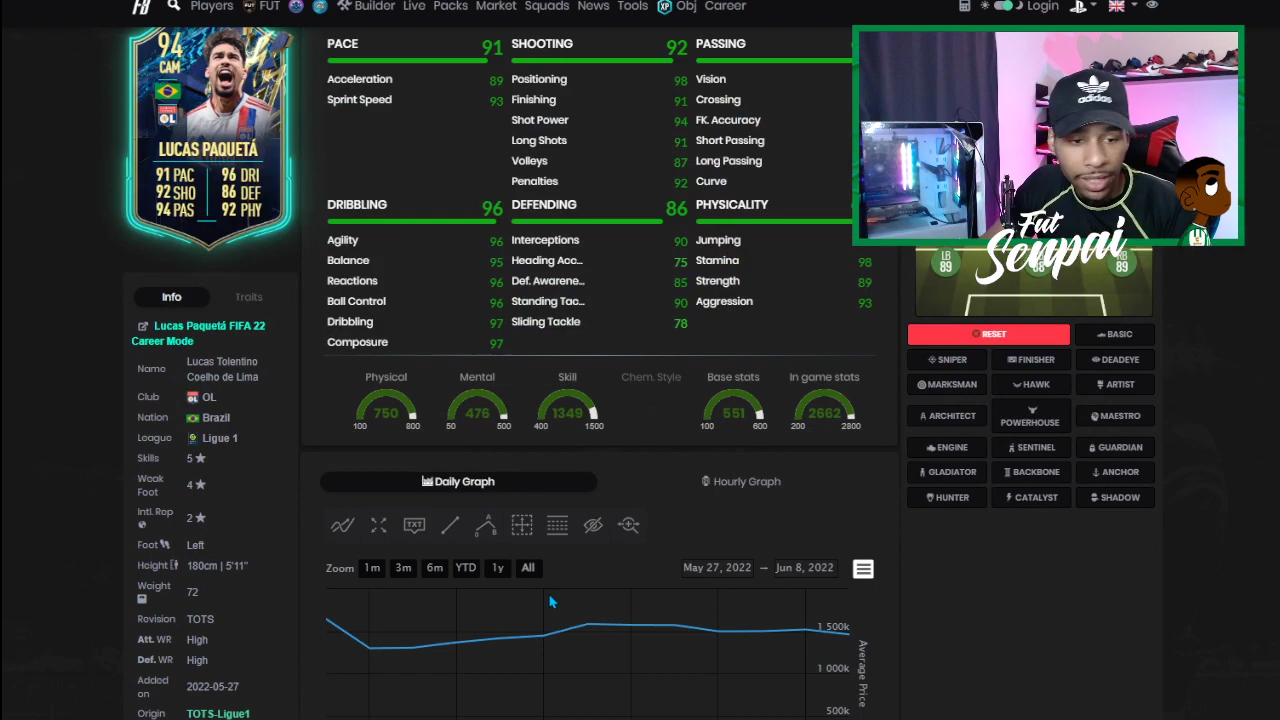 Players FUT Builder Live Packs Market Squads News Tools XP Obj Career Login
94
CAM
LUCAS PAQUETÁ
91 PAC 96 DRI
92 SHO 86 DEF
94 PAS 92 PHY
PACE 91
Acceleration 89
Sprint Speed 93
SHOOTING 92
Positioning 98
Finishing 91
Shot Power 94
Long Shots 91
Volleys 87
Penalties 92
PASSING
Vision
Crossing
FK. Accuracy
Short Passing
Long Passing
Curve
DRIBBLING 96
Agility 96
Balance 95
Reactions 96
Ball Control 96
Dribbling 97
Composure 97
DEFENDING 86
Interceptions 90
Heading Acc... 75
Def. Awarene... 85
Standing Tac... 90
Sliding Tackle 78
PHYSICALITY
Jumping
Stamina 98
Strength 89
Aggression 93
adidas
Fut
Senpai
LB
89
89
Info Traits
Lucas Paquetá FIFA 22
Career Mode
Name Lucas Tolentino
Coelho de Lima
Club OL
Nation Brazil
League Ligue 1
Skills 5
Weak
Foot 4
Intl. Rep 2
Foot Left
Height 180cm | 5'11"
Weight 72
Revision TOTS
Att. WR High
Def. WR High
Added
on 2022-05-27
Origin TOTS-Ligue1
Physical Mental Skill Chem. Style Base stats In game stats
750 476 1349 551 2662
100 800 50 500 400 1500 100 600 200 2800
RESET BASIC
SNIPER FINISHER DEADEYE
MARKSMAN HAWK ARTIST
ARCHITECT POWERHOUSE MAESTRO
ENGINE SENTINEL GUARDIAN
GLADIATOR BACKBONE ANCHOR
HUNTER CATALYST SHADOW
Daily Graph Hourly Graph
TXT
Zoom 1m 3m 6m YTD 1y All May 27, 2022 – Jun 8, 2022
1 500k
1 000k
500k
Average Price